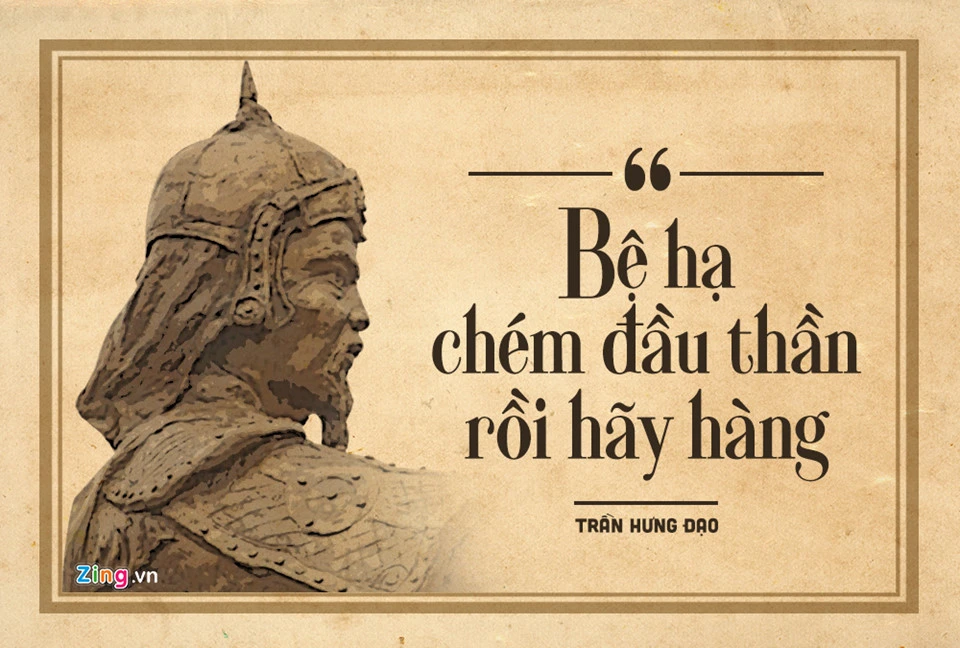 “
Bệ hạ
chém đầu thần
rồi hãy hàng
TRẦN HƯNG ĐẠO
Zing.vn